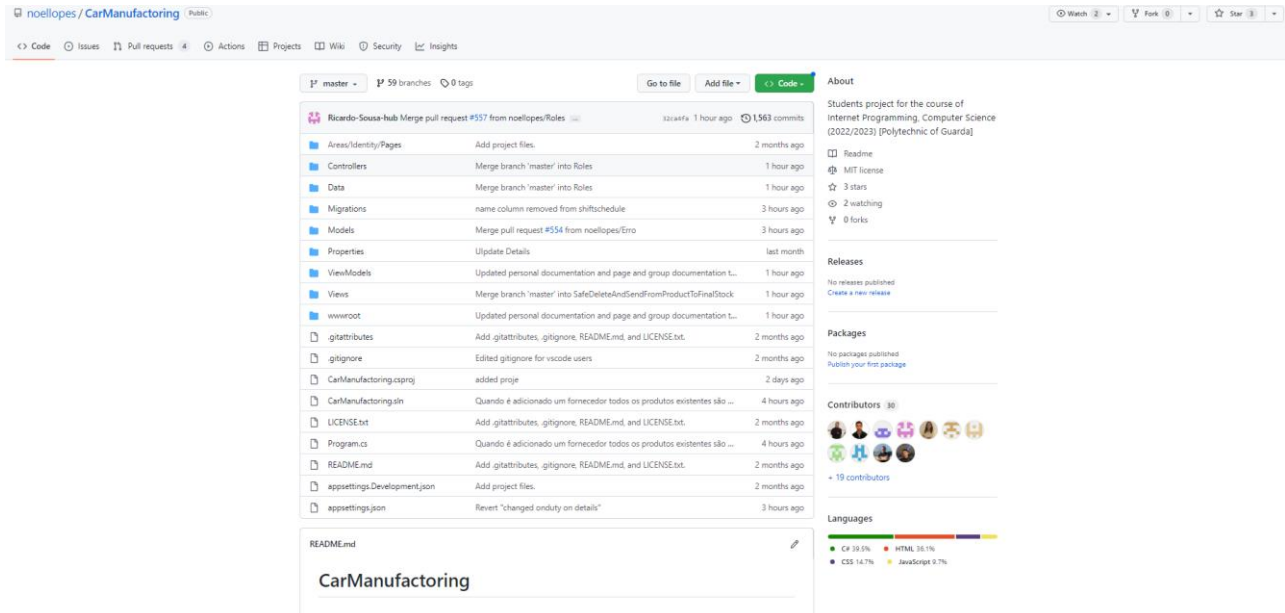 noellopes / CarManufactoring Public
Watch 2 Fork 0 Star 3
Code Issues Pull requests 4 Actions Projects Wiki Security Insights
master 59 branches 0 tags Go to file Add file Code
Ricardo-Sousa-hub Merge pull request #557 from noellopes/Roles ... 1 hour ago 1,563 commits
Areas/Identity/Pages Add project files. 2 months ago
Controllers Merge branch 'master' into Roles 1 hour ago
Data Merge branch 'master' into Roles 1 hour ago
Migrations name column removed from shiftschedule 3 hours ago
Models Merge pull request #554 from noellopes/Erro 3 hours ago
Properties UIpdate Details last month
ViewModels Updated personal documentation and page and group documentation t... 1 hour ago
Views Merge branch 'master' into SafeDeleteAndSendFromProductToFinalStock 1 hour ago
wwwroot Updated personal documentation and page and group documentation t... 1 hour ago
.gitattributes Add .gitattributes, .gitignore, README.md, and LICENSE.txt. 2 months ago
.gitignore Edited gitignore for vscode users 2 months ago
CarManufactoring.csproj added proje 2 days ago
CarManufactoring.sln Quando é adicionado um fornecedor todos os produtos existentes são ... 4 hours ago
LICENSE.txt Add .gitattributes, .gitignore, README.md, and LICENSE.txt. 2 months ago
Program.cs Quando é adicionado um fornecedor todos os produtos existentes são ... 4 hours ago
README.md Add .gitattributes, .gitignore, README.md, and LICENSE.txt. 2 months ago
appsettings.Development.json Add project files. 2 months ago
appsettings.json Revert "changed onduty on details" 3 hours ago
README.md
CarManufactoring
About
Students project for the course of
Internet Programming, Computer Science
(2022/2023) [Polytechnic of Guarda]
Readme
MIT license
3 stars
2 watching
0 forks
Releases
No releases published
Create a new release
Packages
No packages published
Publish your first package
Contributors 30
+ 19 contributors
Languages
C# 39.5% HTML 36.1%
CSS 14.7% JavaScript 9.7%